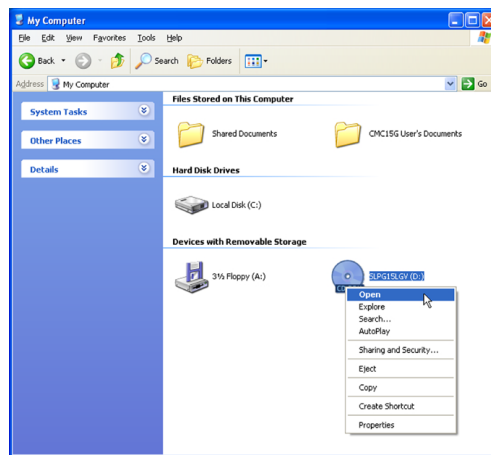 My Computer
File Edit View Favorites Tools Help
Back Search Folders
Address My Computer Go
System Tasks
Other Places
Details
Files Stored on This Computer
Shared Documents CMC15G User's Documents
Hard Disk Drives
Local Disk (C:)
Devices with Removable Storage
3½ Floppy (A:) SLPG15LGV (D:)
Open
Explore
Search...
AutoPlay
Sharing and Security...
Eject
Copy
Create Shortcut
Properties